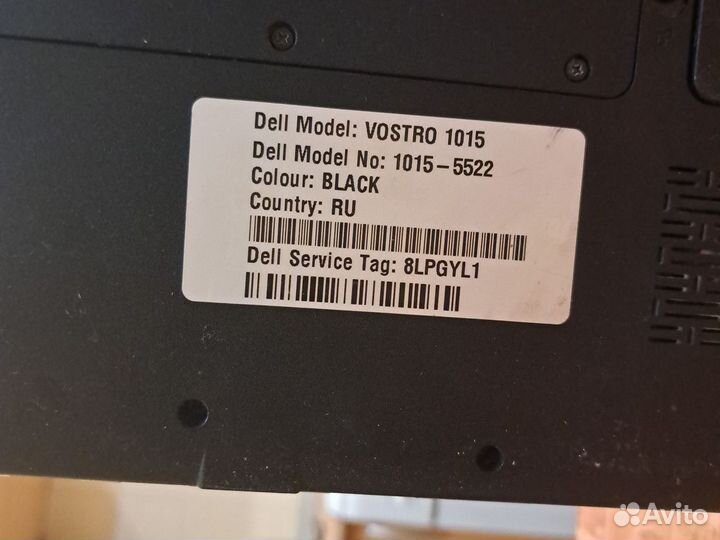 Dell Model: VOSTRO 1015
Dell Model No: 1015-5522
Colour: BLACK
Country: RU
Dell Service Tag: 8LPGYL1
Avito